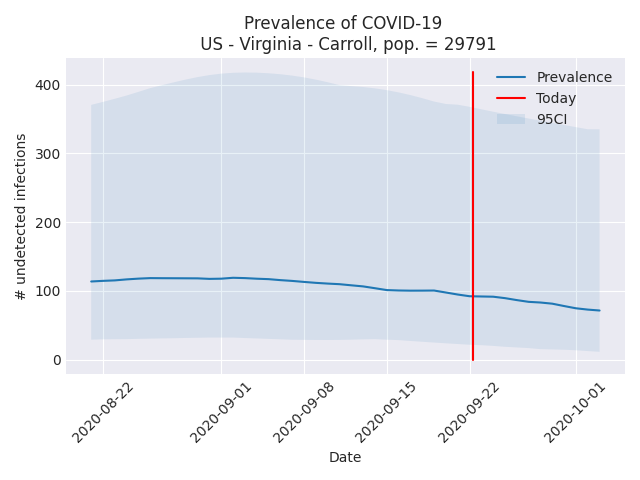 Prevalence of COVID-19
US - Virginia - Carroll, pop. = 29791
# undetected infections
400
300
200
100
0
Prevalence
Today
95CI
2020-08-22
2020-09-01
2020-09-08
2020-09-15
2020-09-22
2020-10-01
Date